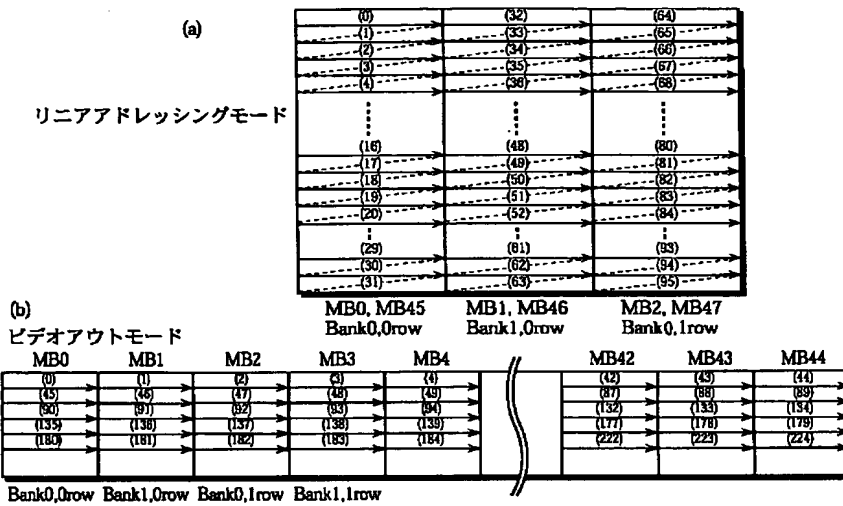 (a)
リニアアドレッシングモード
(0) (32) (64)
(1) (33) (65)
(2) (34) (66)
(3) (35) (67)
(4) (36) (68)
(16) (48) (80)
(17) (49) (81)
(18) (50) (82)
(19) (51) (83)
(20) (52) (84)
(29) (61) (93)
(30) (62) (94)
(31) (63) (95)
MB0, MB45 MB1, MB46 MB2, MB47
Bank0,0row Bank1,0row Bank0,1row
(b)
ビデオアウトモード
MB0 MB1 MB2 MB3 MB4 MB42 MB43 MB44
(0) (1) (2) (3) (4) (42) (43) (44)
(45) (46) (47) (48) (49) (87) (88) (89)
(90) (91) (92) (93) (94) (132) (133) (134)
(135) (136) (137) (138) (139) (177) (178) (179)
(180) (181) (182) (183) (184) (222) (223) (224)
Bank0,0row Bank1,0row Bank0,1row Bank1,1row